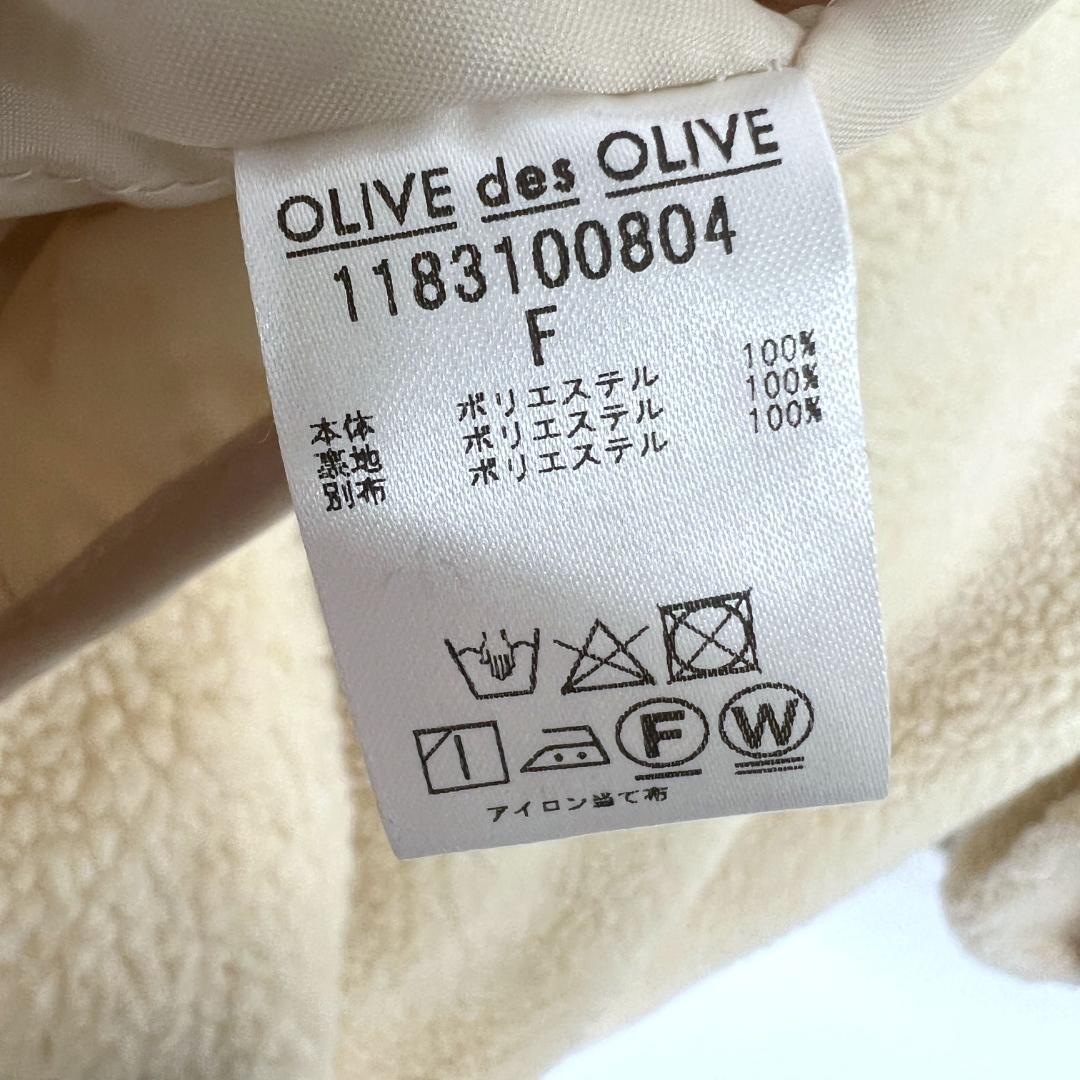 OLIVE des OLIVE
1183100804
F
本体 ポリエステル 100%
裏地 ポリエステル 100%
別布 ポリエステル 100%
F W
アイロン当て布